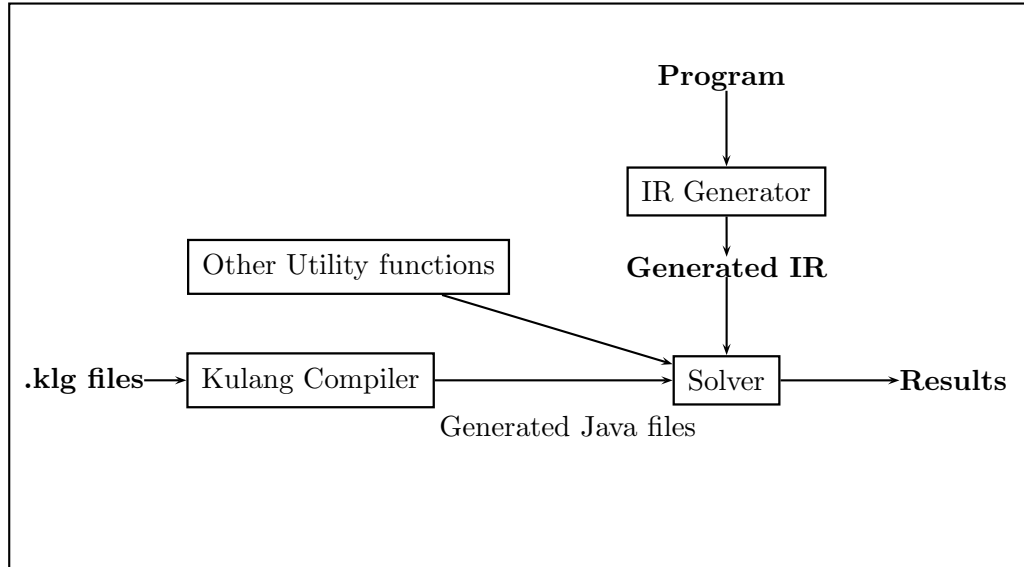 Program
IR Generator
Other Utility functions
Generated IR
.klg files
Kulang Compiler
Solver
Results
Generated Java files